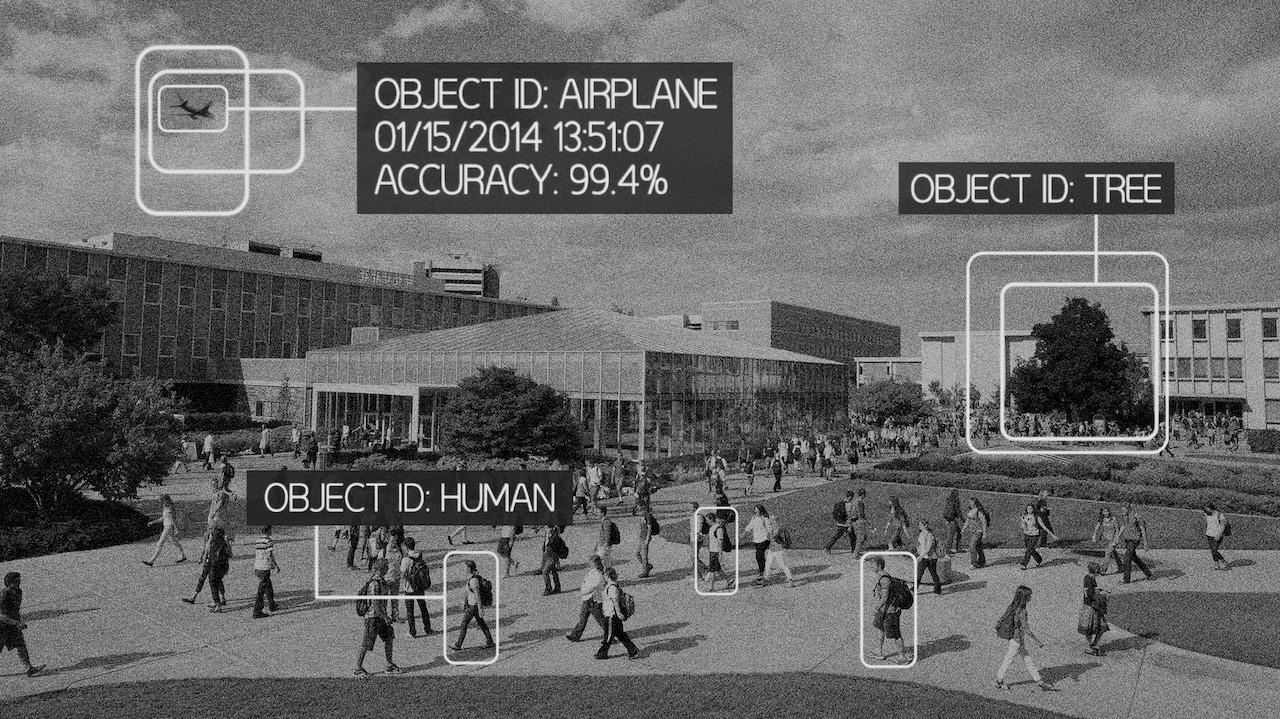 OBJECT ID: AIRPLANE
01/15/2014 13:51:07
ACCURACY: 99.4%
OBJECT ID: TREE
OBJECT ID: HUMAN